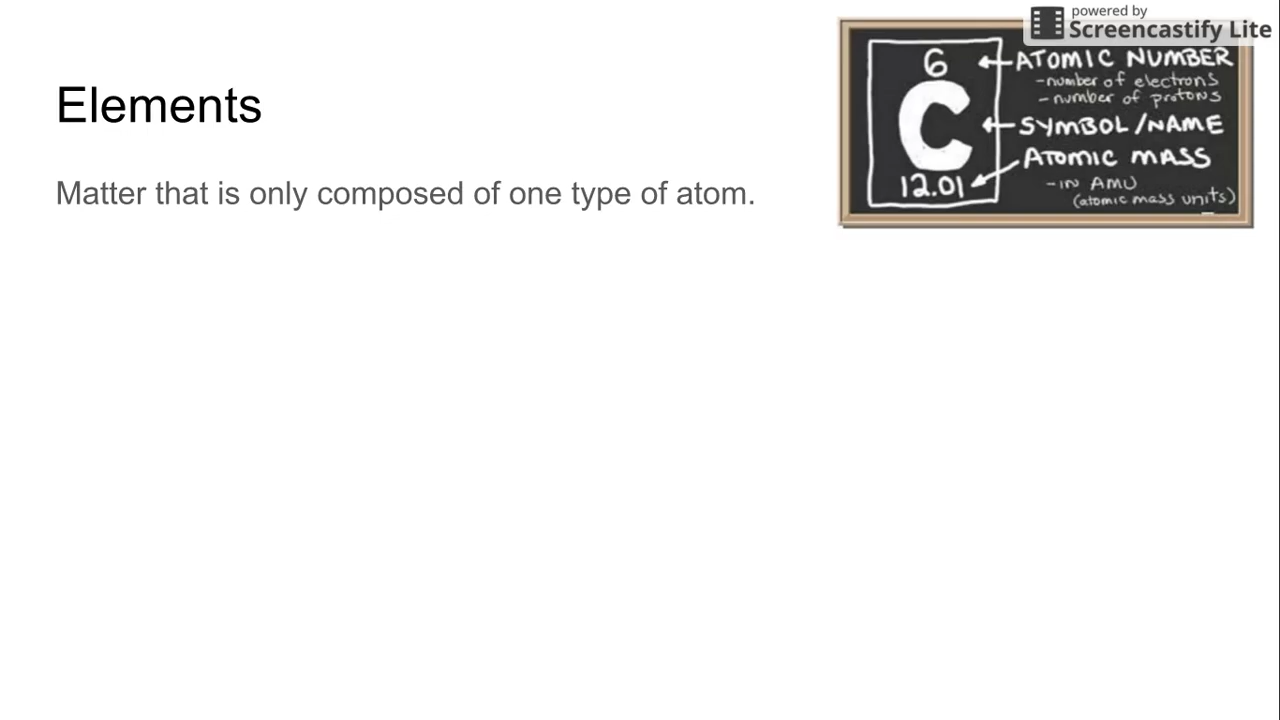 Elements
Matter that is only composed of one type of atom.
powered by
Screencastify Lite
6
C
12.01
ATOMIC NUMBER
-number of electrons
- number of protons
SYMBOL/NAME
ATOMIC MASS
-IN AMU
(atomic mass units)